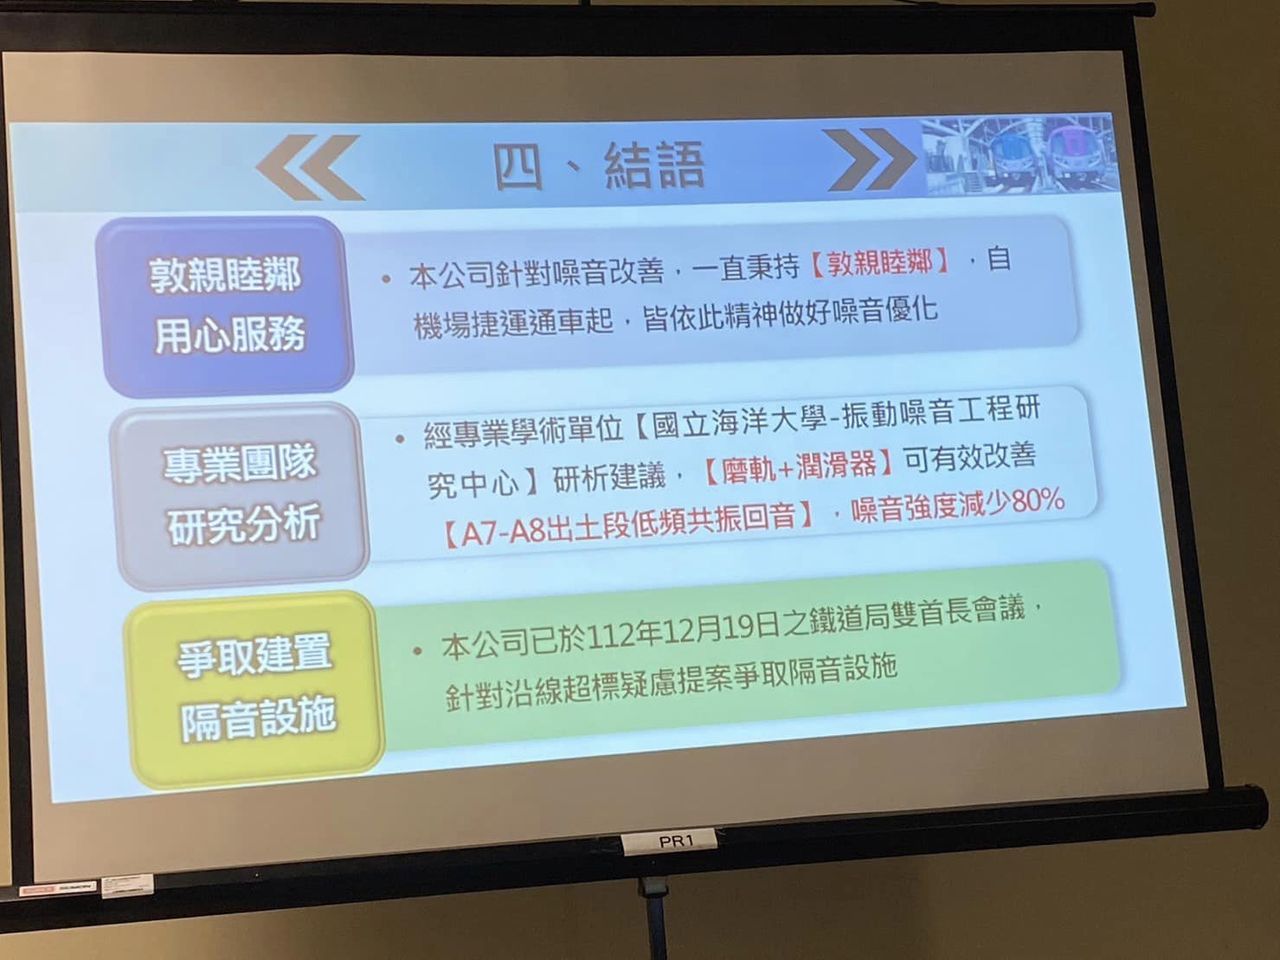 四、結語
敦親睦鄰
用心服務
• 本公司針對噪音改善，一直秉持【敦親睦鄰】，自
機場捷運通車起，皆依此精神做好噪音優化
專業團隊
研究分析
• 經專業學術單位【國立海洋大學-振動噪音工程研
究中心】研析建議，【磨軌+潤滑器】可有效改善
【A7-A8出土段低頻共振回音】，噪音強度減少80%
爭取建置
隔音設施
• 本公司已於112年12月19日之鐵道局雙首長會議，
針對沿線超標疑慮提案爭取隔音設施
PR1